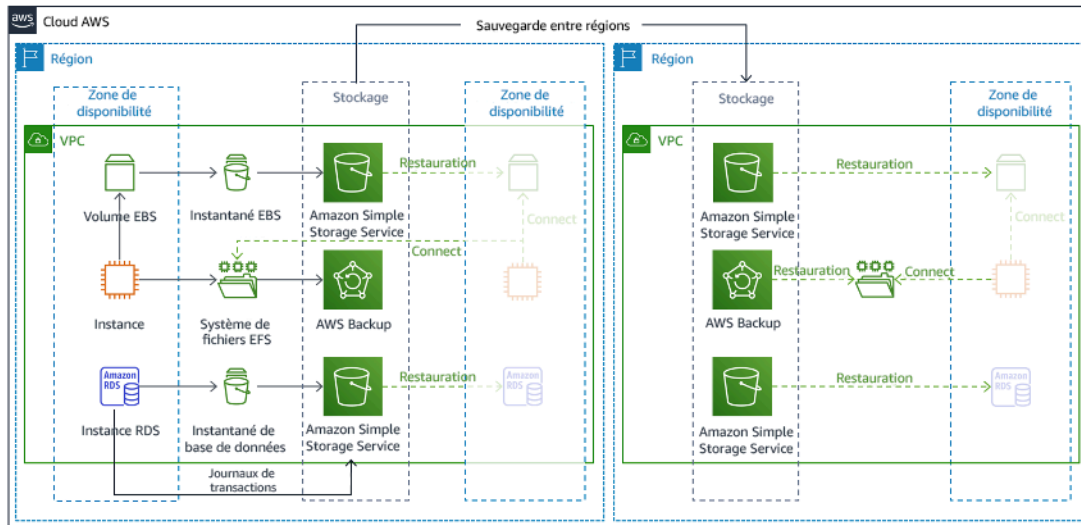 aws
Cloud AWS
Sauvegarde entre régions
Région
Zone de
disponibilité
Stockage
Zone de
disponibilité
VPC
Restauration
Volume EBS
Instantané EBS
Amazon Simple
Storage Service
Connect
Connect
Instance
Système de
fichiers EFS
AWS Backup
Amazon
RDS
Restauration
Amazon
RDS
Instance RDS
Instantané de
base de données
Amazon Simple
Storage Service
Journaux de
transactions
Région
Stockage
Zone de
disponibilité
VPC
Restauration
Amazon Simple
Storage Service
Connect
Restauration
Connect
AWS Backup
Restauration
Amazon
RDS
Amazon Simple
Storage Service